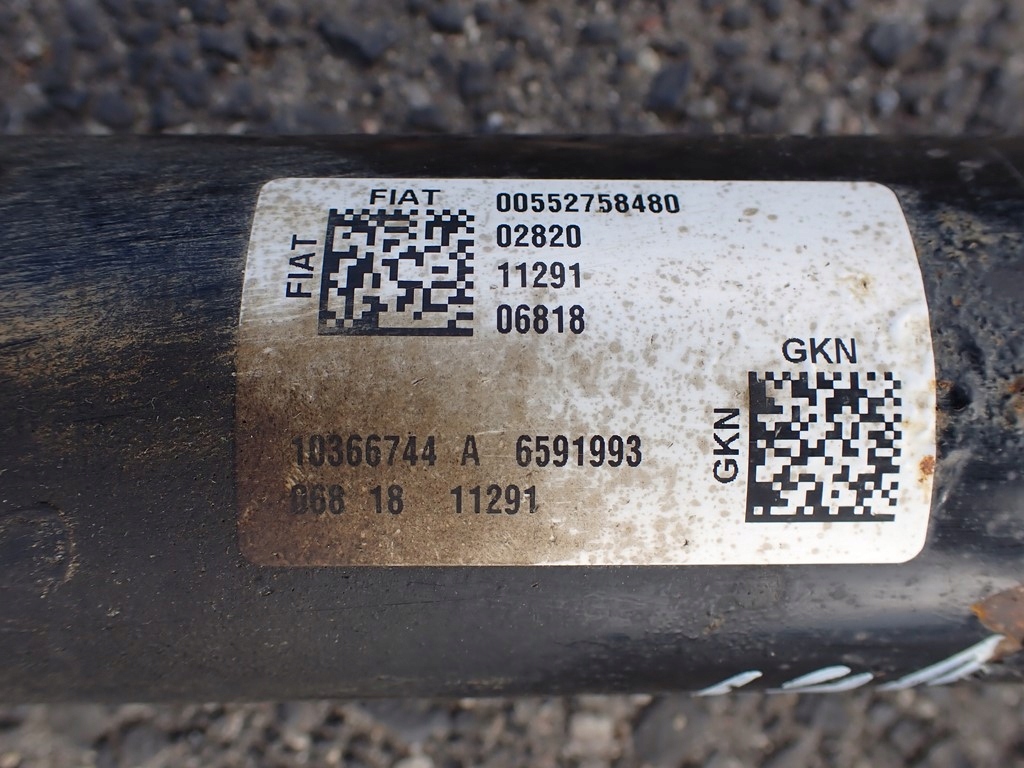 FIAT
FIAT
00552758480
02820
11291
06818
GKN
GKN
10366744 A 6591993
068 18 11291